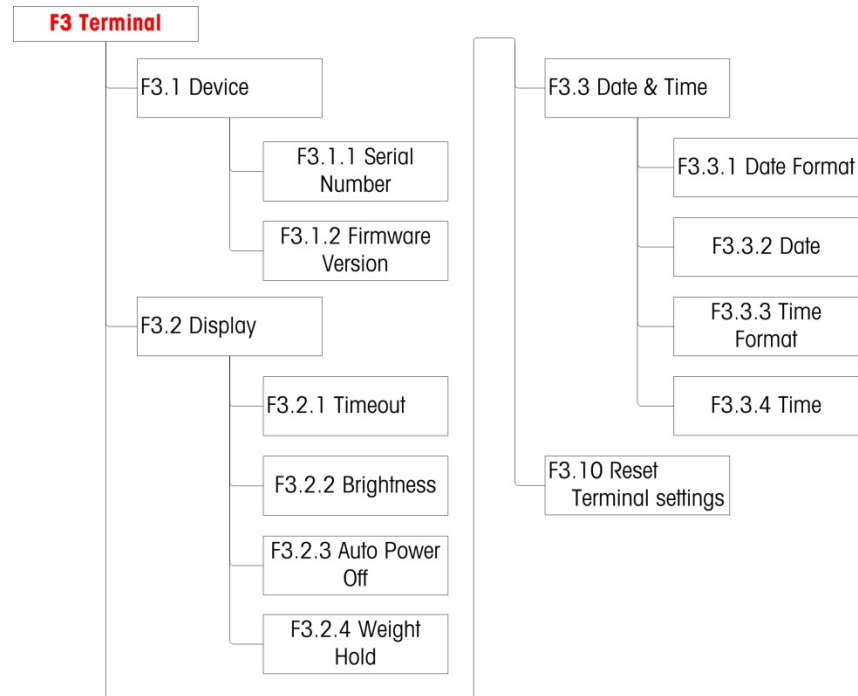 F3 Terminal
F3.1 Device
F3.1.1 Serial
Number
F3.1.2 Firmware
Version
F3.2 Display
F3.2.1 Timeout
F3.2.2 Brightness
F3.2.3 Auto Power
Off
F3.2.4 Weight
Hold
F3.3 Date & Time
F3.3.1 Date Format
F3.3.2 Date
F3.3.3 Time
Format
F3.3.4 Time
F3.10 Reset
Terminal settings